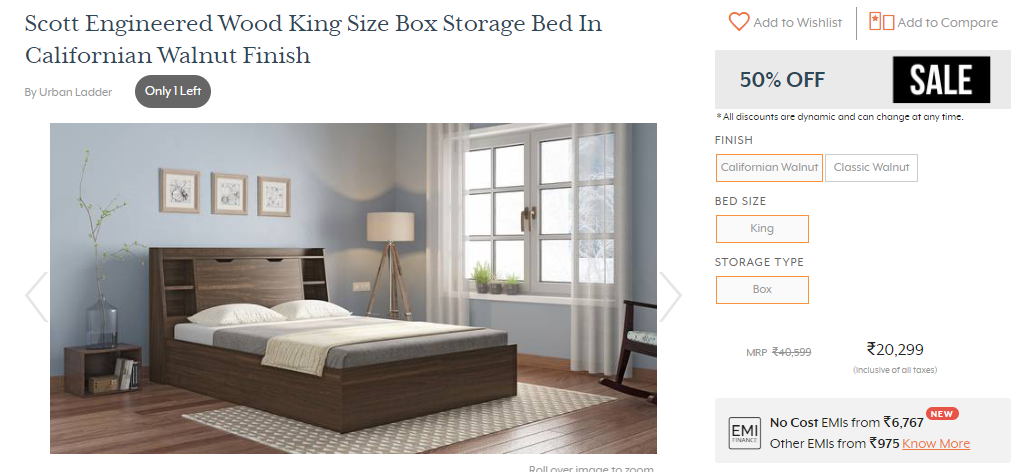 Scott Engineered Wood King Size Box Storage Bed In
Californian Walnut Finish
By Urban Ladder
Only 1 Left
Add to Wishlist
Add to Compare
50% OFF
SALE
* All discounts are dynamic and can change at any time.
FINISH
Californian Walnut
Classic Walnut
BED SIZE
King
STORAGE TYPE
Box
MRP ₹40,599
₹20,299
(inclusive of all taxes)
EMI
FINANCE
No Cost EMIs from ₹6,767 NEW
Other EMIs from ₹975 Know More
Roll over image to zoom